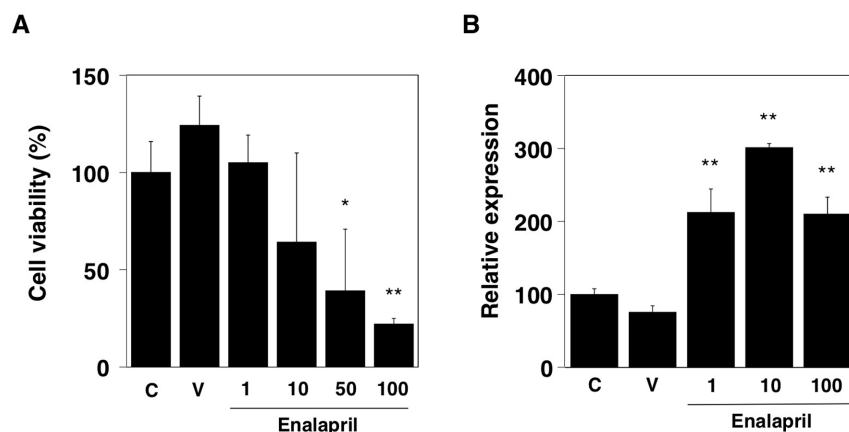 A
Cell viability (%)
150
100
50
0
*
**
C V 1 10 50 100
Enalapril
B
Relative expression
400
300
200
100
0
**
**
**
C V 1 10 100
Enalapril